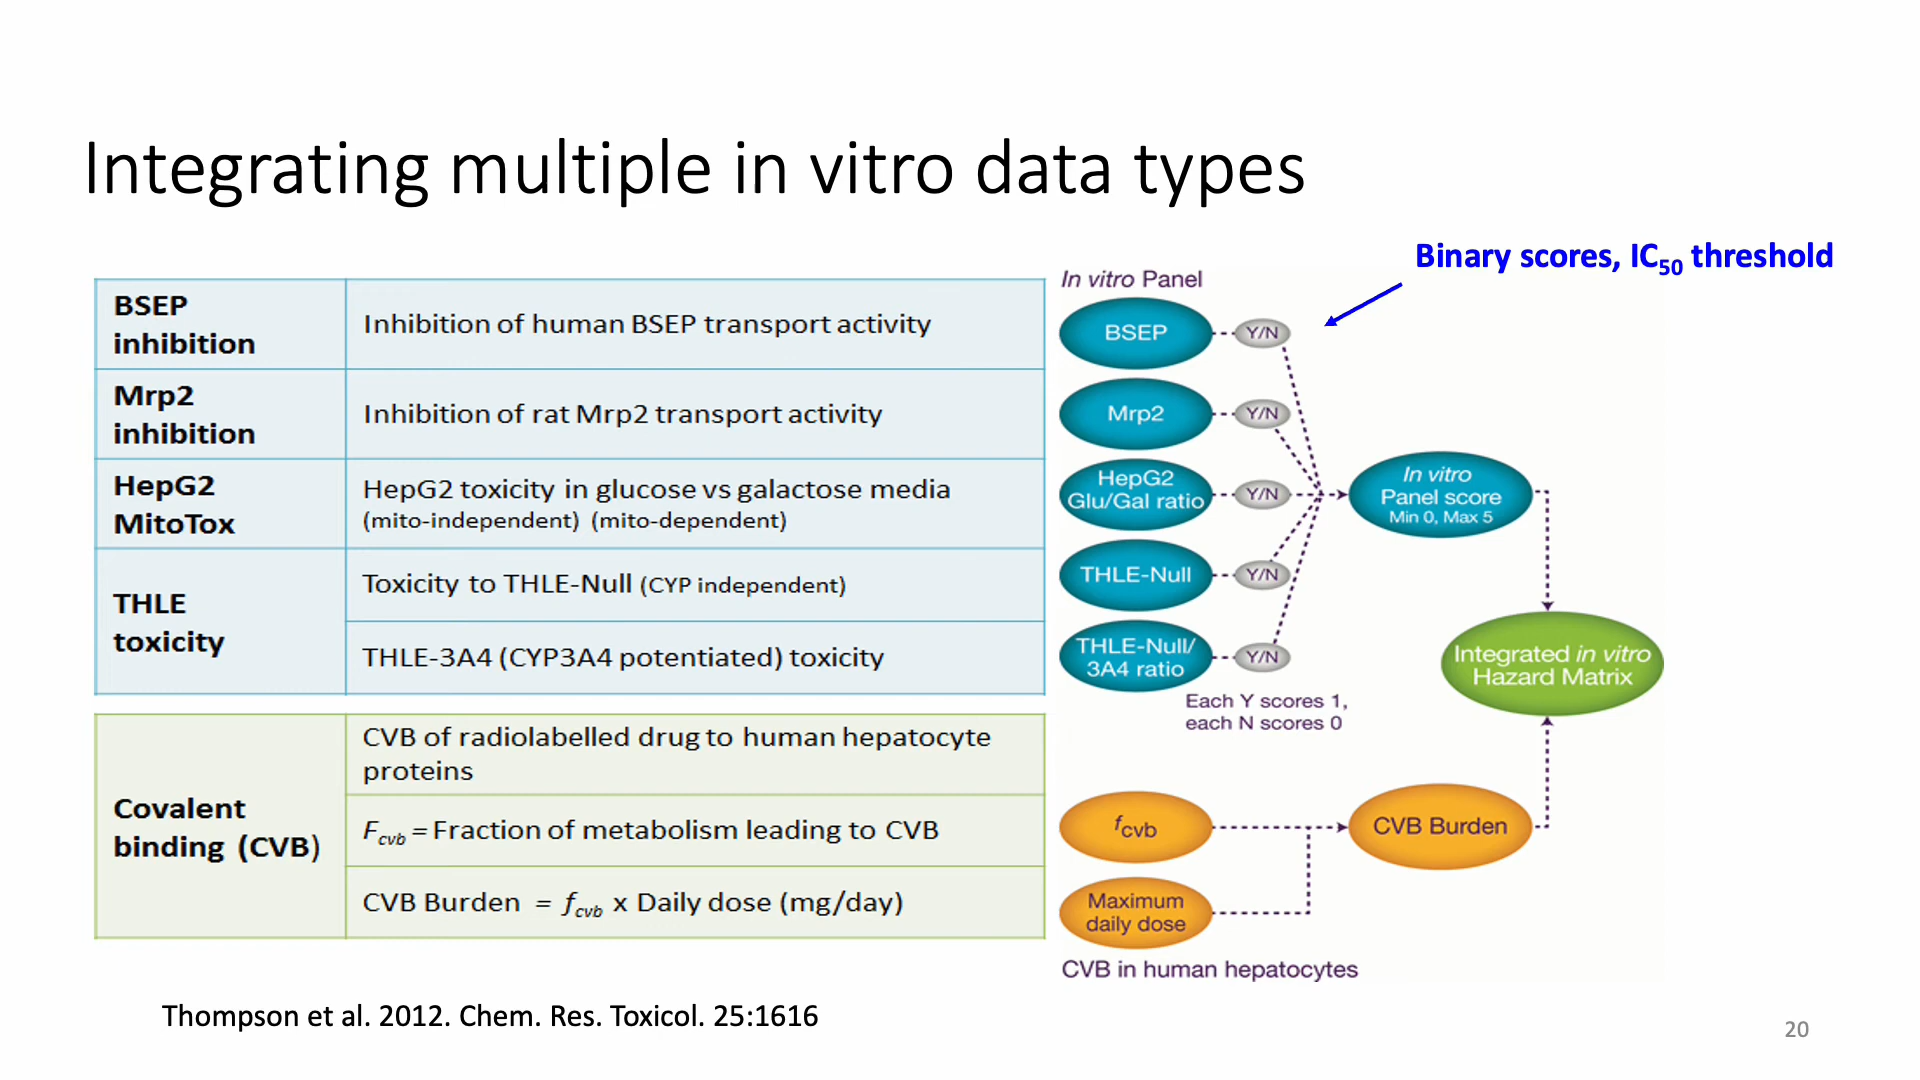 Integrating multiple in vitro data types
Binary scores, IC50 threshold
BSEP
inhibition
Inhibition of human BSEP transport activity
Mrp2
inhibition
Inhibition of rat Mrp2 transport activity
HepG2
MitoTox
HepG2 toxicity in glucose vs galactose media
(mito-independent) (mito-dependent)
THLE
toxicity
Toxicity to THLE-Null (CYP independent)
THLE-3A4 (CYP3A4 potentiated) toxicity
Covalent
binding (CVB)
CVB of radiolabelled drug to human hepatocyte
proteins
Fcvb = Fraction of metabolism leading to CVB
CVB Burden = fcvb x Daily dose (mg/day)
In vitro Panel
BSEP
Y/N
Mrp2
Y/N
HepG2
Glu/Gal ratio
Y/N
THLE-Null
Y/N
THLE-Null/
3A4 ratio
Y/N
Each Y scores 1,
each N scores 0
In vitro
Panel score
Min 0, Max 5
Integrated in vitro
Hazard Matrix
fcvb
CVB Burden
Maximum
daily dose
CVB in human hepatocytes
Thompson et al. 2012. Chem. Res. Toxicol. 25:1616
20